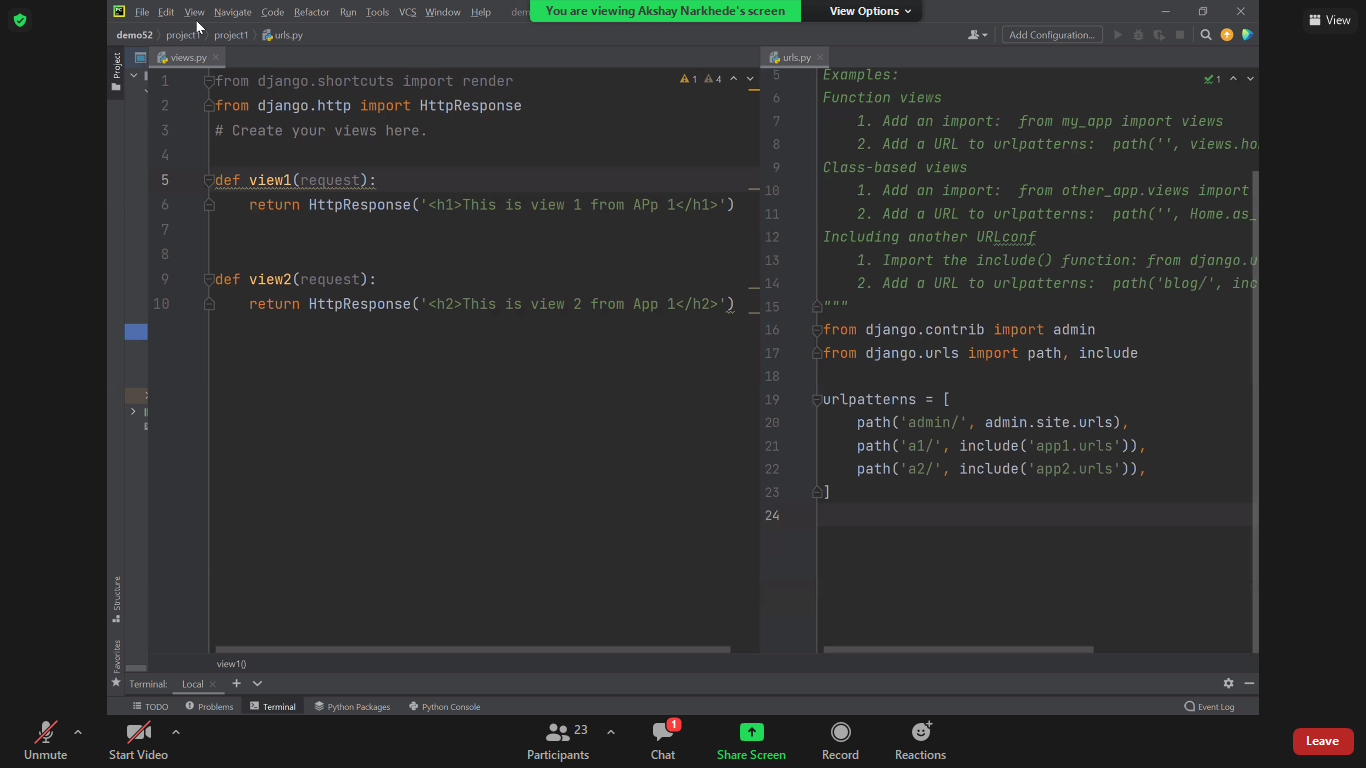 File Edit View Navigate Code Refactor Run Tools VCS Window Help
You are viewing Akshay Narkhede's screen View Options
View
demo52 project1 project1 urls.py
Add Configuration...
Project
views.py
urls.py
1 from django.shortcuts import render
2 from django.http import HttpResponse
3 # Create your views here.
4
5 def view1(request):
6 return HttpResponse('<h1>This is view 1 from APp 1</h1>')
7
8
9 def view2(request):
10 return HttpResponse('<h2>This is view 2 from App 1</h2>')
1 4
view1()
5 Examples:
6 Function views
7 1. Add an import: from my_app import views
8 2. Add a URL to urlpatterns: path('', views.ho
9 Class-based views
10 1. Add an import: from other_app.views import
11 2. Add a URL to urlpatterns: path('', Home.as_
12 Including another URLconf
13 1. Import the include() function: from django.u
14 2. Add a URL to urlpatterns: path('blog/', inc
15 """
16 from django.contrib import admin
17 from django.urls import path, include
18
19 urlpatterns = [
20 path('admin/', admin.site.urls),
21 path('a1/', include('app1.urls')),
22 path('a2/', include('app2.urls')),
23 ]
24
1
Structure
Favorites
Terminal: Local
TODO Problems Terminal Python Packages Python Console Event Log
Unmute Start Video Participants 23 Chat 1 Share Screen Record Reactions Leave